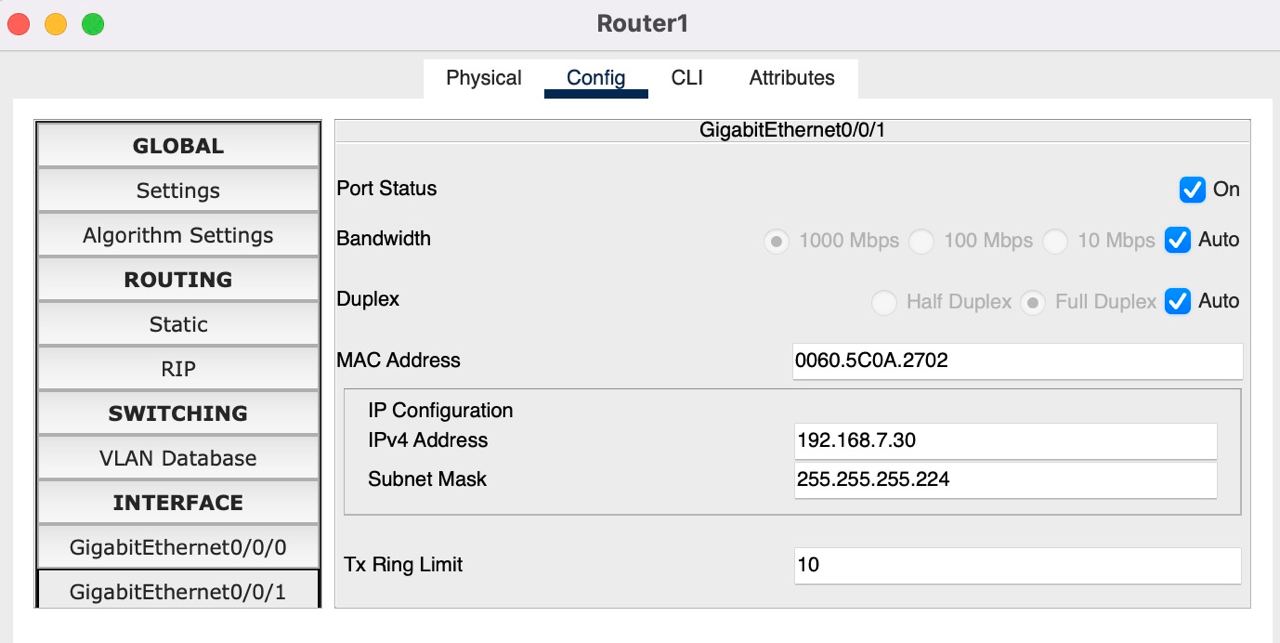 Router1
Physical Config CLI Attributes
GLOBAL
Settings
Algorithm Settings
ROUTING
Static
RIP
SWITCHING
VLAN Database
INTERFACE
GigabitEthernet0/0/0
GigabitEthernet0/0/1
GigabitEthernet0/0/1
Port Status On
Bandwidth 1000 Mbps 100 Mbps 10 Mbps Auto
Duplex Half Duplex Full Duplex Auto
MAC Address 0060.5C0A.2702
IP Configuration
IPv4 Address 192.168.7.30
Subnet Mask 255.255.255.224
Tx Ring Limit 10